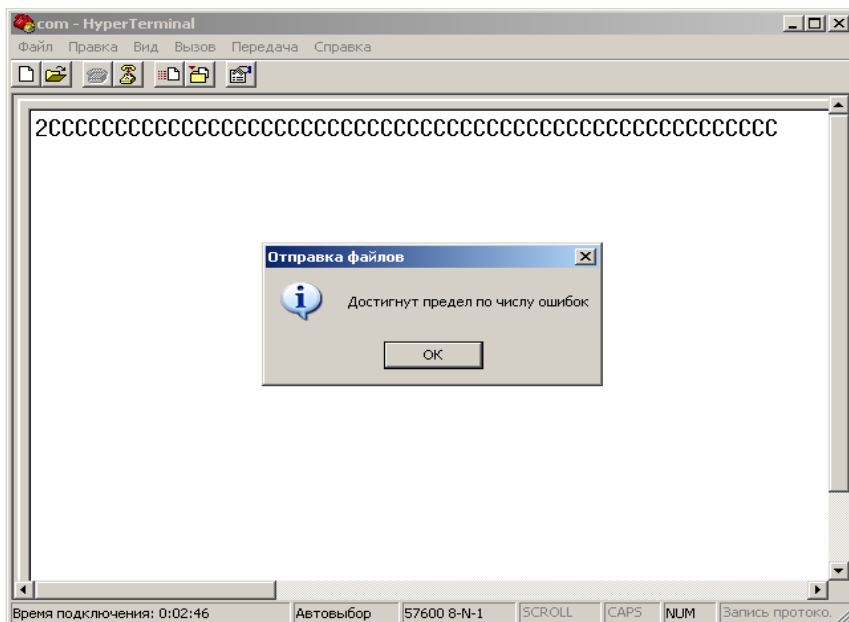 com - HyperTerminal
Файл Правка Вид Вызов Передача Справка
2CCCCCCCCCCCCCCCCCCCCCCCCCCCCCCCCCCCCCCCCCCCCCCCCCCCCCCC
Отправка файлов
Достигнут предел по числу ошибок
OK
Время подключения: 0:02:46 Автовыбор 57600 8-N-1 SCROLL CAPS NUM Запись протоко.